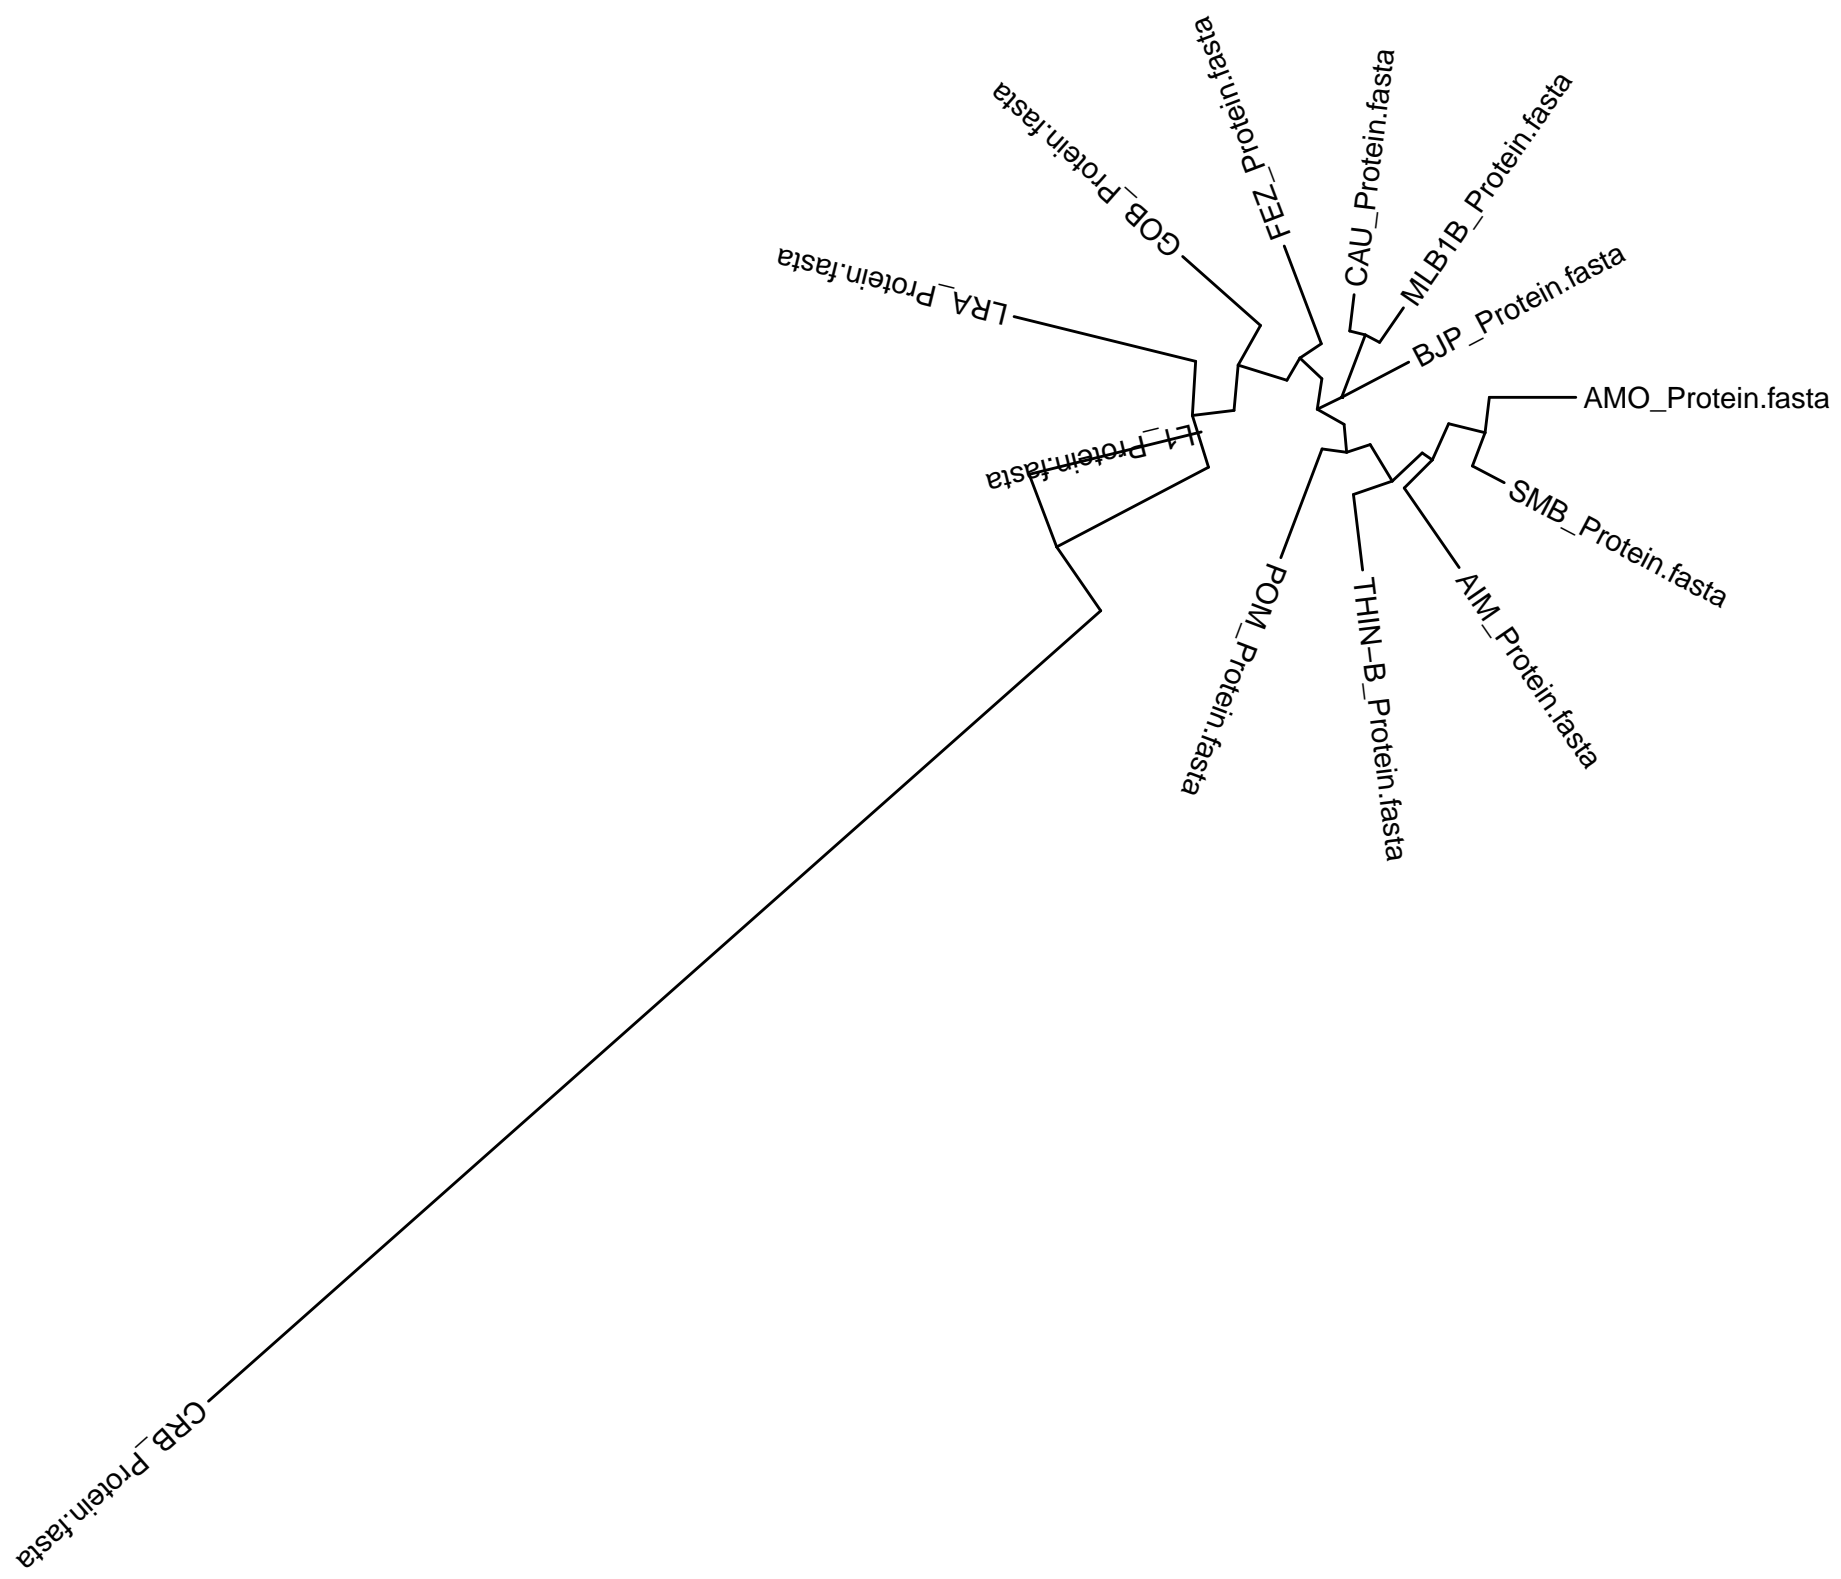 FEZ_Protein.fasta
CAU_Protein.fasta
MLB1B_Protein.fasta
GOB_Protein.fasta
LRA_Protein.fasta
BJP_Protein.fasta
AMO_Protein.fasta
L1_Protein.fasta
SMB_Protein.fasta
AIM_Protein.fasta
POM_Protein.fasta
THIN−B_Protein.fasta
CRB_Protein.fasta